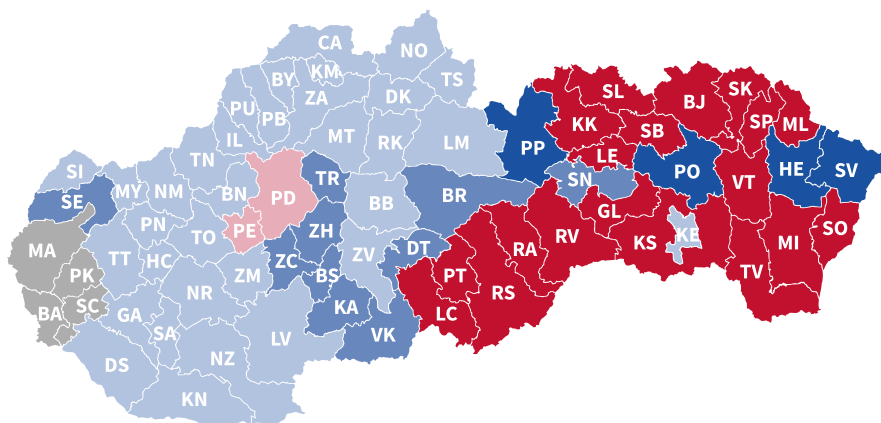 CA
NO
BY
KM
TS
ZA
DK
PU
PB
SL
SK
BJ
IL
MT
RK
LM
KK
SB
SP
ML
PP
LE
TN
SI
TR
SN
PO
HE
SV
MY
NM
BN
PD
BR
VT
SE
BB
GL
PN
TO
PE
ZH
KS
KE
SO
MA
TT
HC
ZC
ZV
DT
RA
RV
MI
PK
ZM
BS
PT
TV
NR
SC
BA
GA
KA
RS
LC
SA
LV
VK
DS
NZ
KN